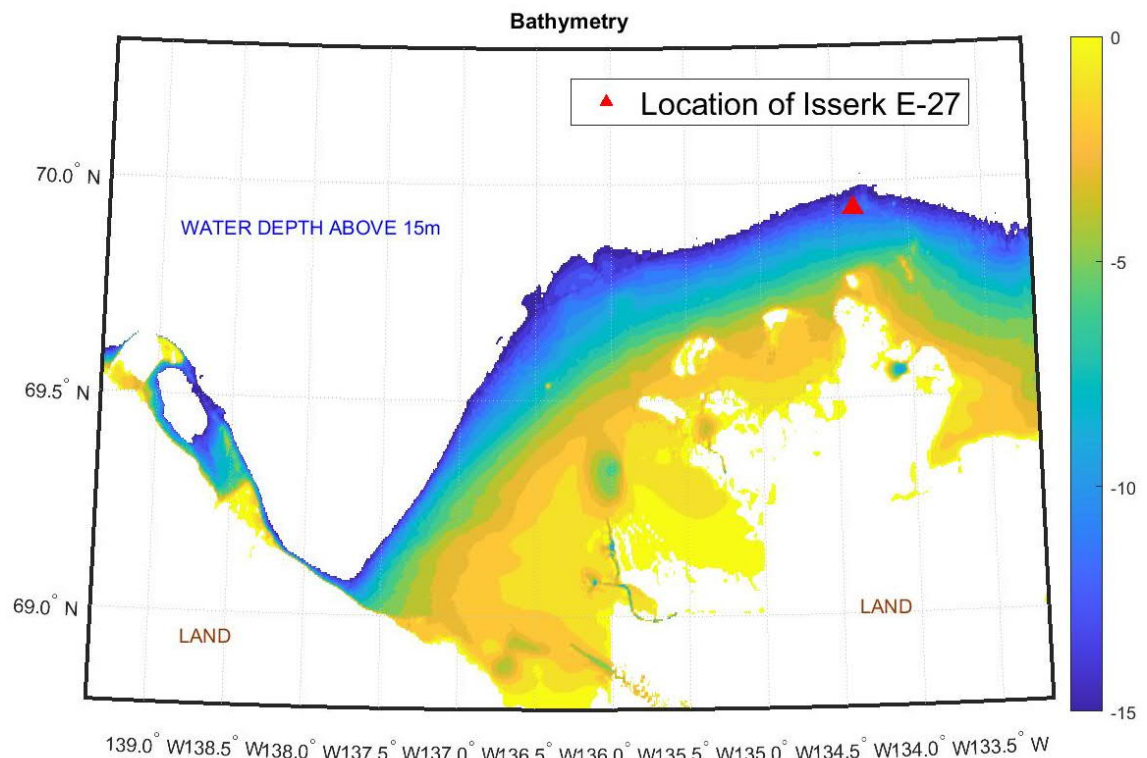 Bathymetry
Location of Isserk E-27
0
70.0° N
WATER DEPTH ABOVE 15m
-5
69.5° N
-10
69.0° N
LAND
LAND
-15
139.0° W138.5° W138.0° W137.5° W137.0° W136.5° W136.0° W135.5° W135.0° W134.5° W134.0° W133.5° W